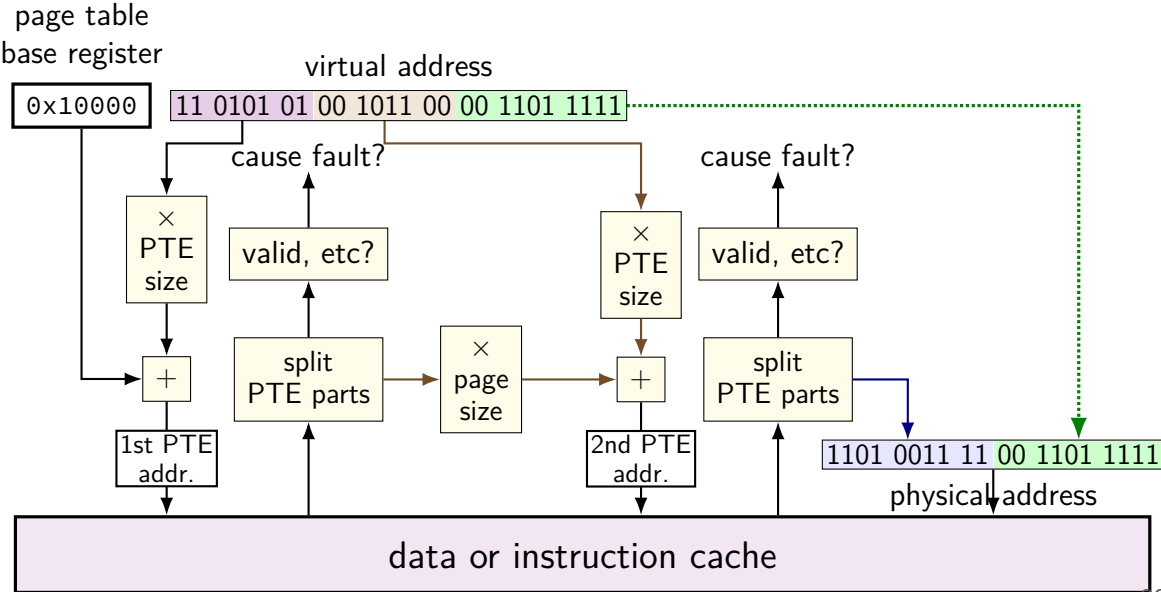 page table
base register
virtual address
0x10000
11 0101 01 00 1011 00 00 1101 1111
cause fault?
cause fault?
×
PTE
size
valid, etc?
×
PTE
size
valid, etc?
+
split
PTE parts
×
page
size
+
split
PTE parts
1st PTE
addr.
2nd PTE
addr.
1101 0011 11 00 1101 1111
physical address
data or instruction cache